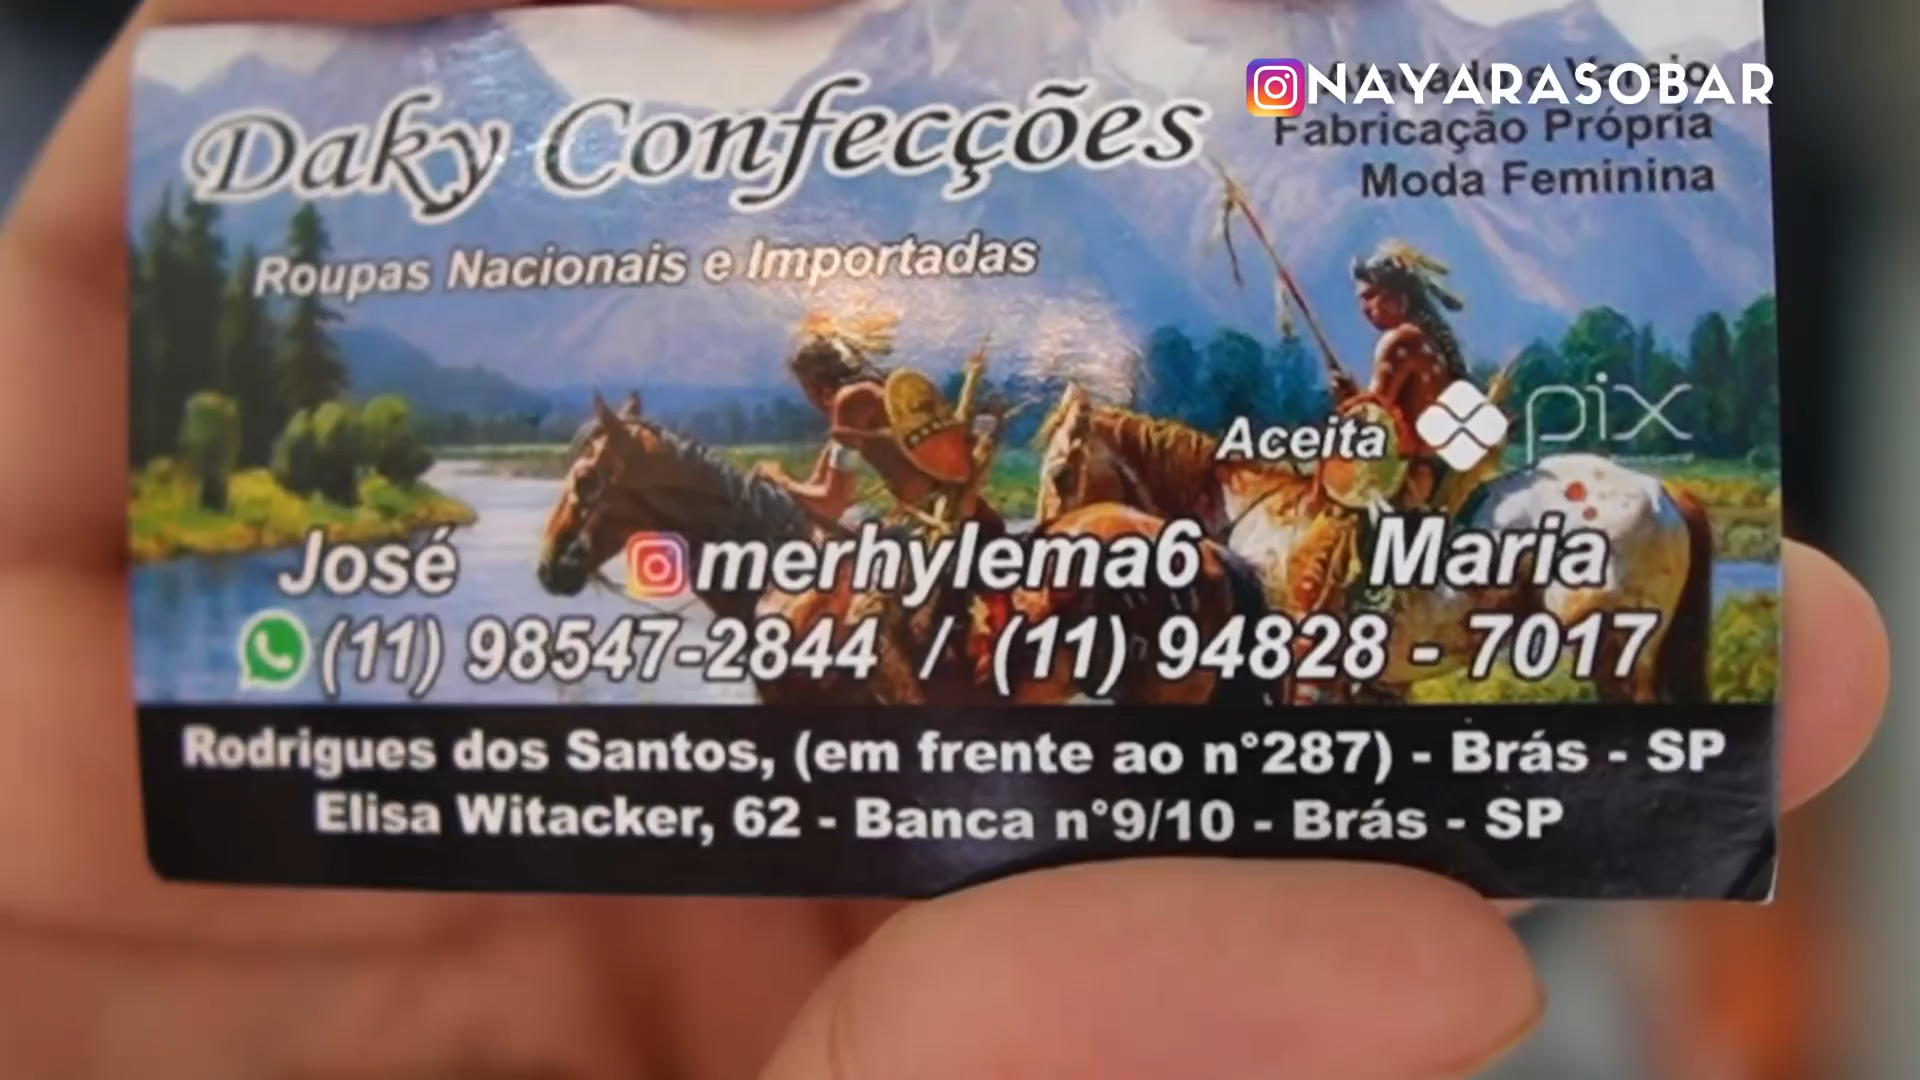 NAYARASOBAR
Daky Confecções
Fabricação Própria
Moda Feminina
Roupas Nacionais e Importadas
Aceita pix
José merhylema6 Maria
(11) 98547-2844 / (11) 94828 - 7017
Rodrigues dos Santos, (em frente ao n°287) - Brás - SP
Elisa Witacker, 62 - Banca n°9/10 - Brás - SP